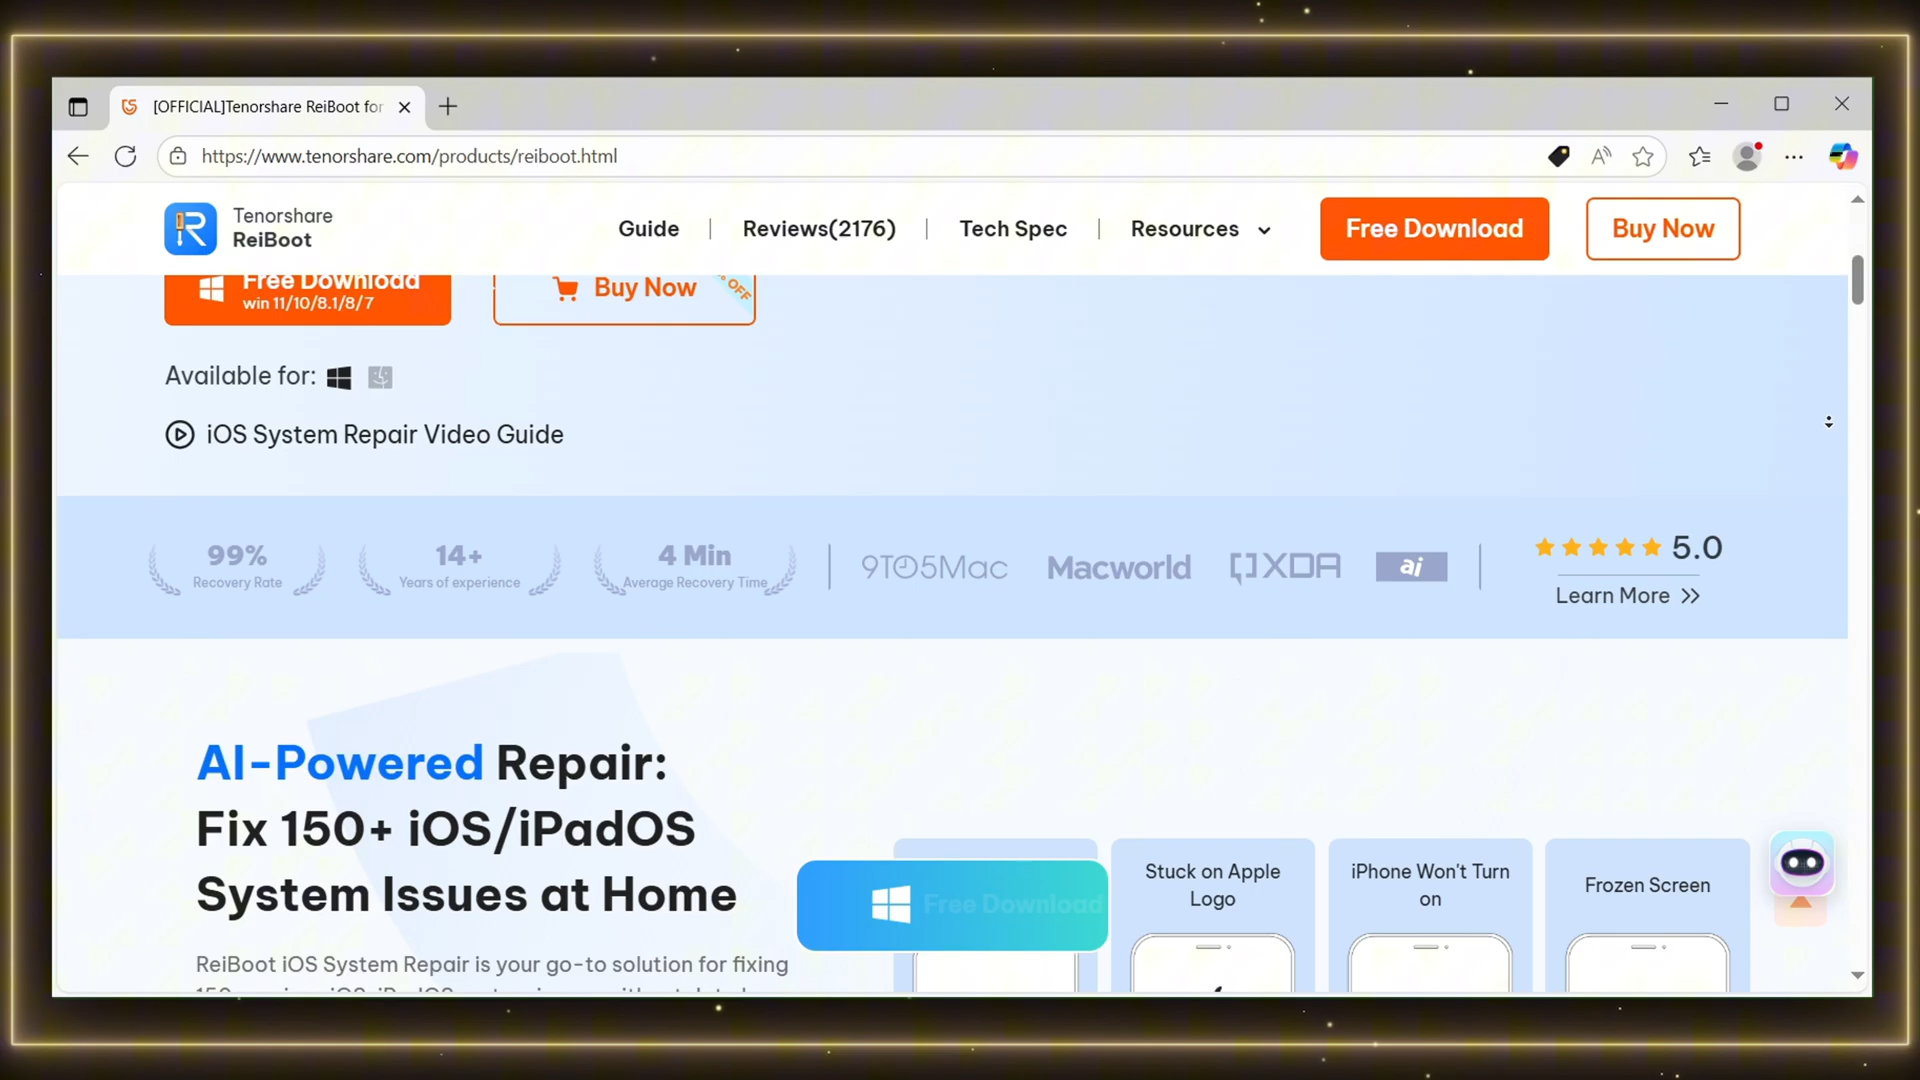 [OFFICIAL]Tenorshare ReiBoot for
https://www.tenorshare.com/products/reiboot.html
Tenorshare
ReiBoot
Guide
Reviews(2176)
Tech Spec
Resources
Free Download
Buy Now
Free Download
win 11/10/8.1/8/7
Buy Now
OFF
Available for:
iOS System Repair Video Guide
99%
Recovery Rate
14+
Years of experience
4 Min
Average Recovery Time
9TO5Mac
Macworld
XDA
ai
5.0
Learn More
AI-Powered Repair:
Fix 150+ iOS/iPadOS
System Issues at Home
ReiBoot iOS System Repair is your go-to solution for fixing
Free Download
Stuck on Apple
Logo
iPhone Won't Turn
on
Frozen Screen